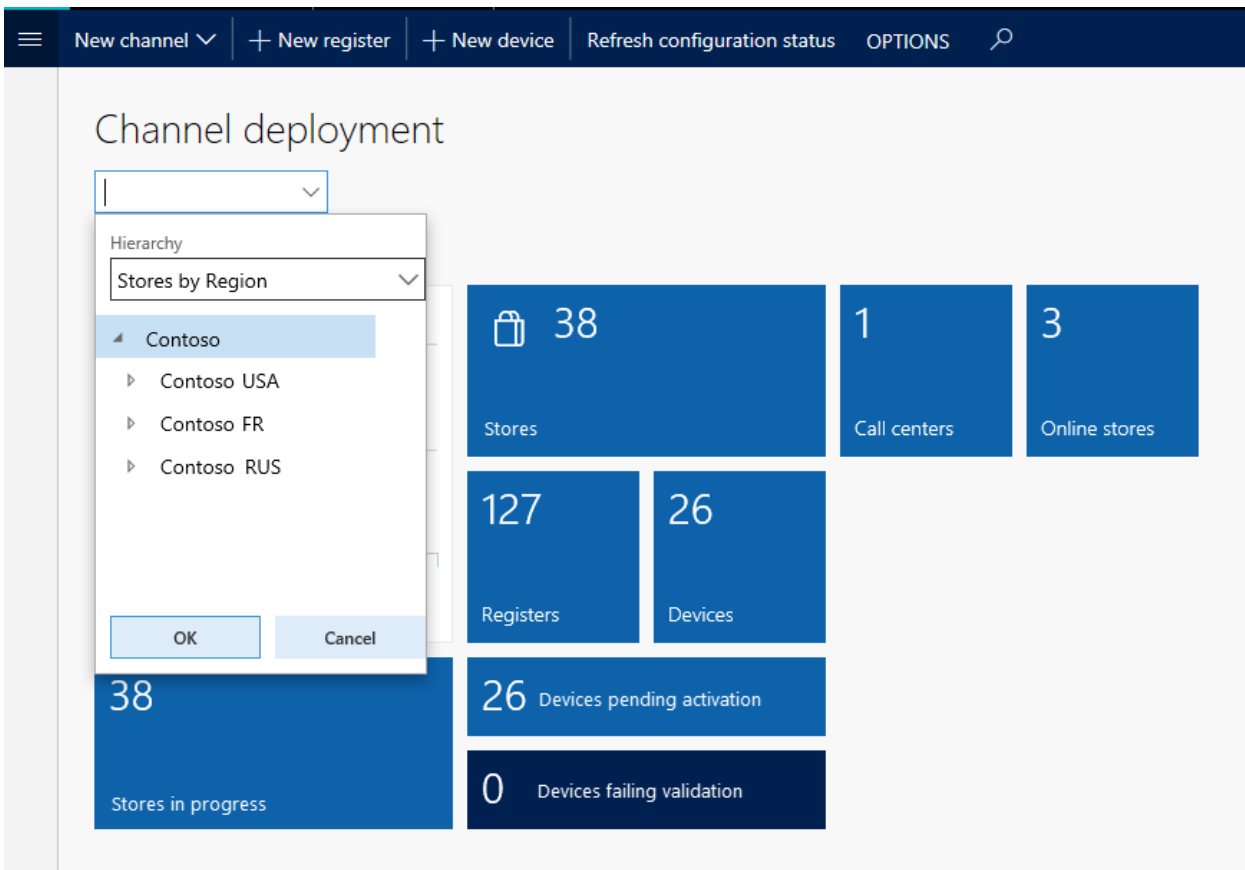 New channel New register New device Refresh configuration status OPTIONS
Channel deployment
Hierarchy
Stores by Region
Contoso
Contoso USA
Contoso FR
Contoso RUS
OK Cancel
38
Stores
1
Call centers
3
Online stores
127
Registers
26
Devices
38
Stores in progress
26 Devices pending activation
0 Devices failing validation